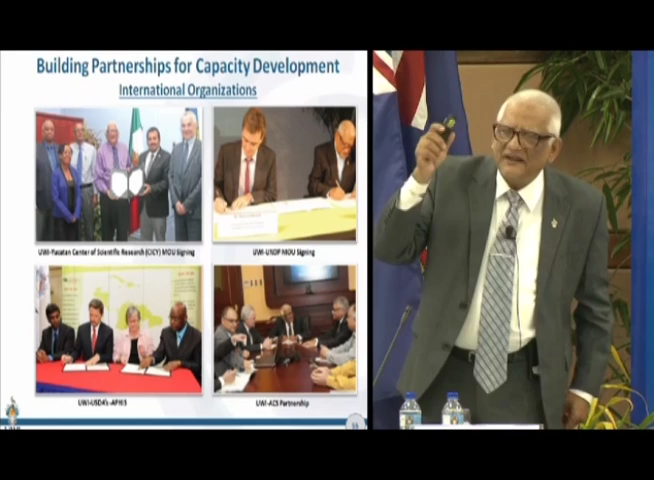 Building Partnerships for Capacity Development
International Organizations
UWI-Yucatan Center of Scientific Research (CICY) MOU Signing
UWI-UNDP MOU Signing
UWI-USDA's -APHIS
UWI-ACS Partnership